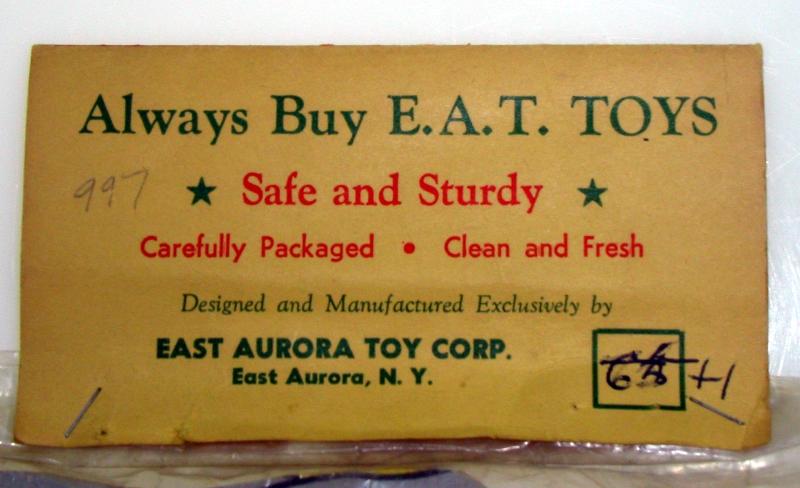 Always Buy E.A.T. TOYS
997 ★ Safe and Sturdy ★
Carefully Packaged • Clean and Fresh
Designed and Manufactured Exclusively by
EAST AURORA TOY CORP.
East Aurora, N. Y.